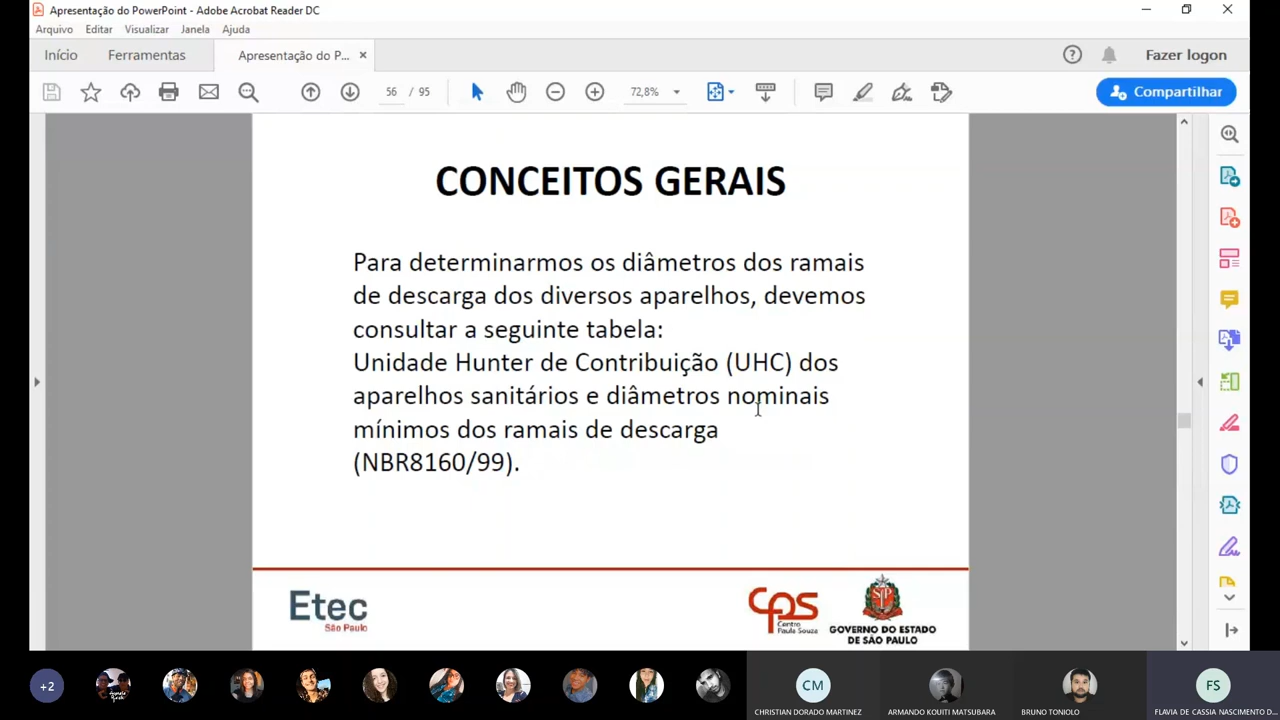 Apresentação do PowerPoint - Adobe Acrobat Reader DC
Arquivo Editar Visualizar Janela Ajuda
Início Ferramentas Apresentação do P... × Fazer logon
56 / 95 72,8% Compartilhar
CONCEITOS GERAIS
Para determinarmos os diâmetros dos ramais
de descarga dos diversos aparelhos, devemos
consultar a seguinte tabela:
Unidade Hunter de Contribuição (UHC) dos
aparelhos sanitários e diâmetros nominais
mínimos dos ramais de descarga
(NBR8160/99).
Etec
São Paulo
cps
Centro
Paula Souza
SP
GOVERNO DO ESTADO
DE SÃO PAULO
+2 CM FS
CHRISTIAN DORADO MARTINEZ ARMANDO KOUITI MATSUBARA BRUNO TONIOLO FLAVIA DE CASSIA NASCIMENTO D...